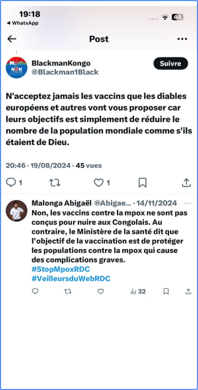 19:18
WhatsApp
Post
BlackmanKongo
@Blackman1Black
Suivre
N'acceptez jamais les vaccins que les diables
européens et autres vont vous proposer car
leurs objectifs est simplement de réduire le
nombre de la population mondiale comme s'ils
étaient de Dieu.
20:46 · 19/08/2024 · 45 vues
1
1
Malonga Abigaël @Abigae... · 14/11/2024
Non, les vaccins contre la mpox ne sont pas
conçus pour nuire aux Congolais. Au
contraire, le Ministère de la santé dit que
l'objectif de la vaccination est de protéger
les populations contre la mpox qui cause
des complications graves.
#StopMpoxRDC
#VeilleursduWebRDC
32